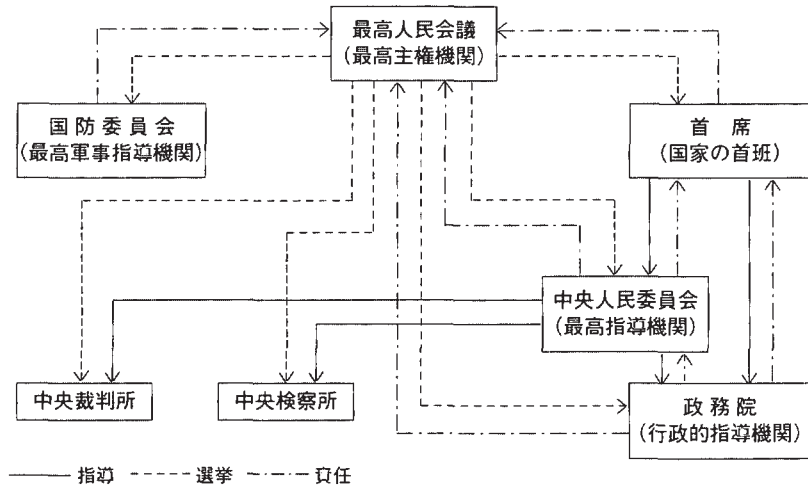 最高人民会議
(最高主権機関)
国防委員会
(最高軍事指導機関)
首席
(国家の首班)
中央人民委員会
(最高指導機関)
中央裁判所
中央検察所
政務院
(行政的指導機関)
指導 選挙 責任